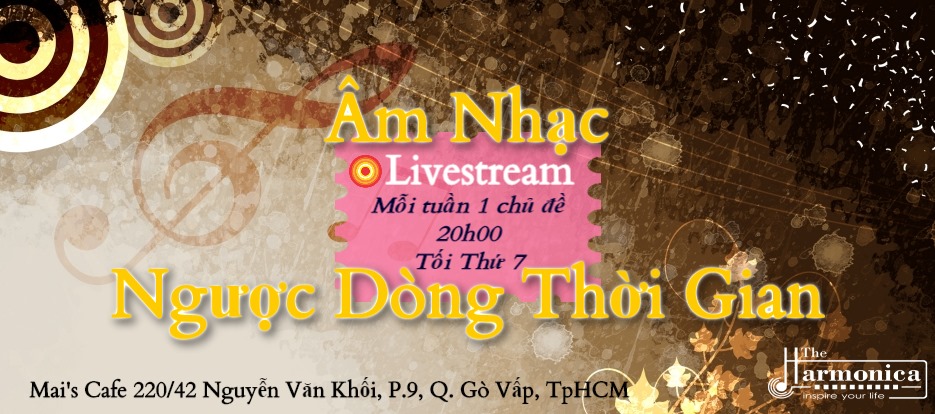 Âm Nhạc
Livestream
Mỗi tuần 1 chủ đề
20h00
Tối Thứ 7
Ngược Dòng Thời Gian
Mai's Cafe 220/42 Nguyễn Văn Khối, P.9, Q. Gò Vấp, TpHCM
The
Harmonica
inspire your life